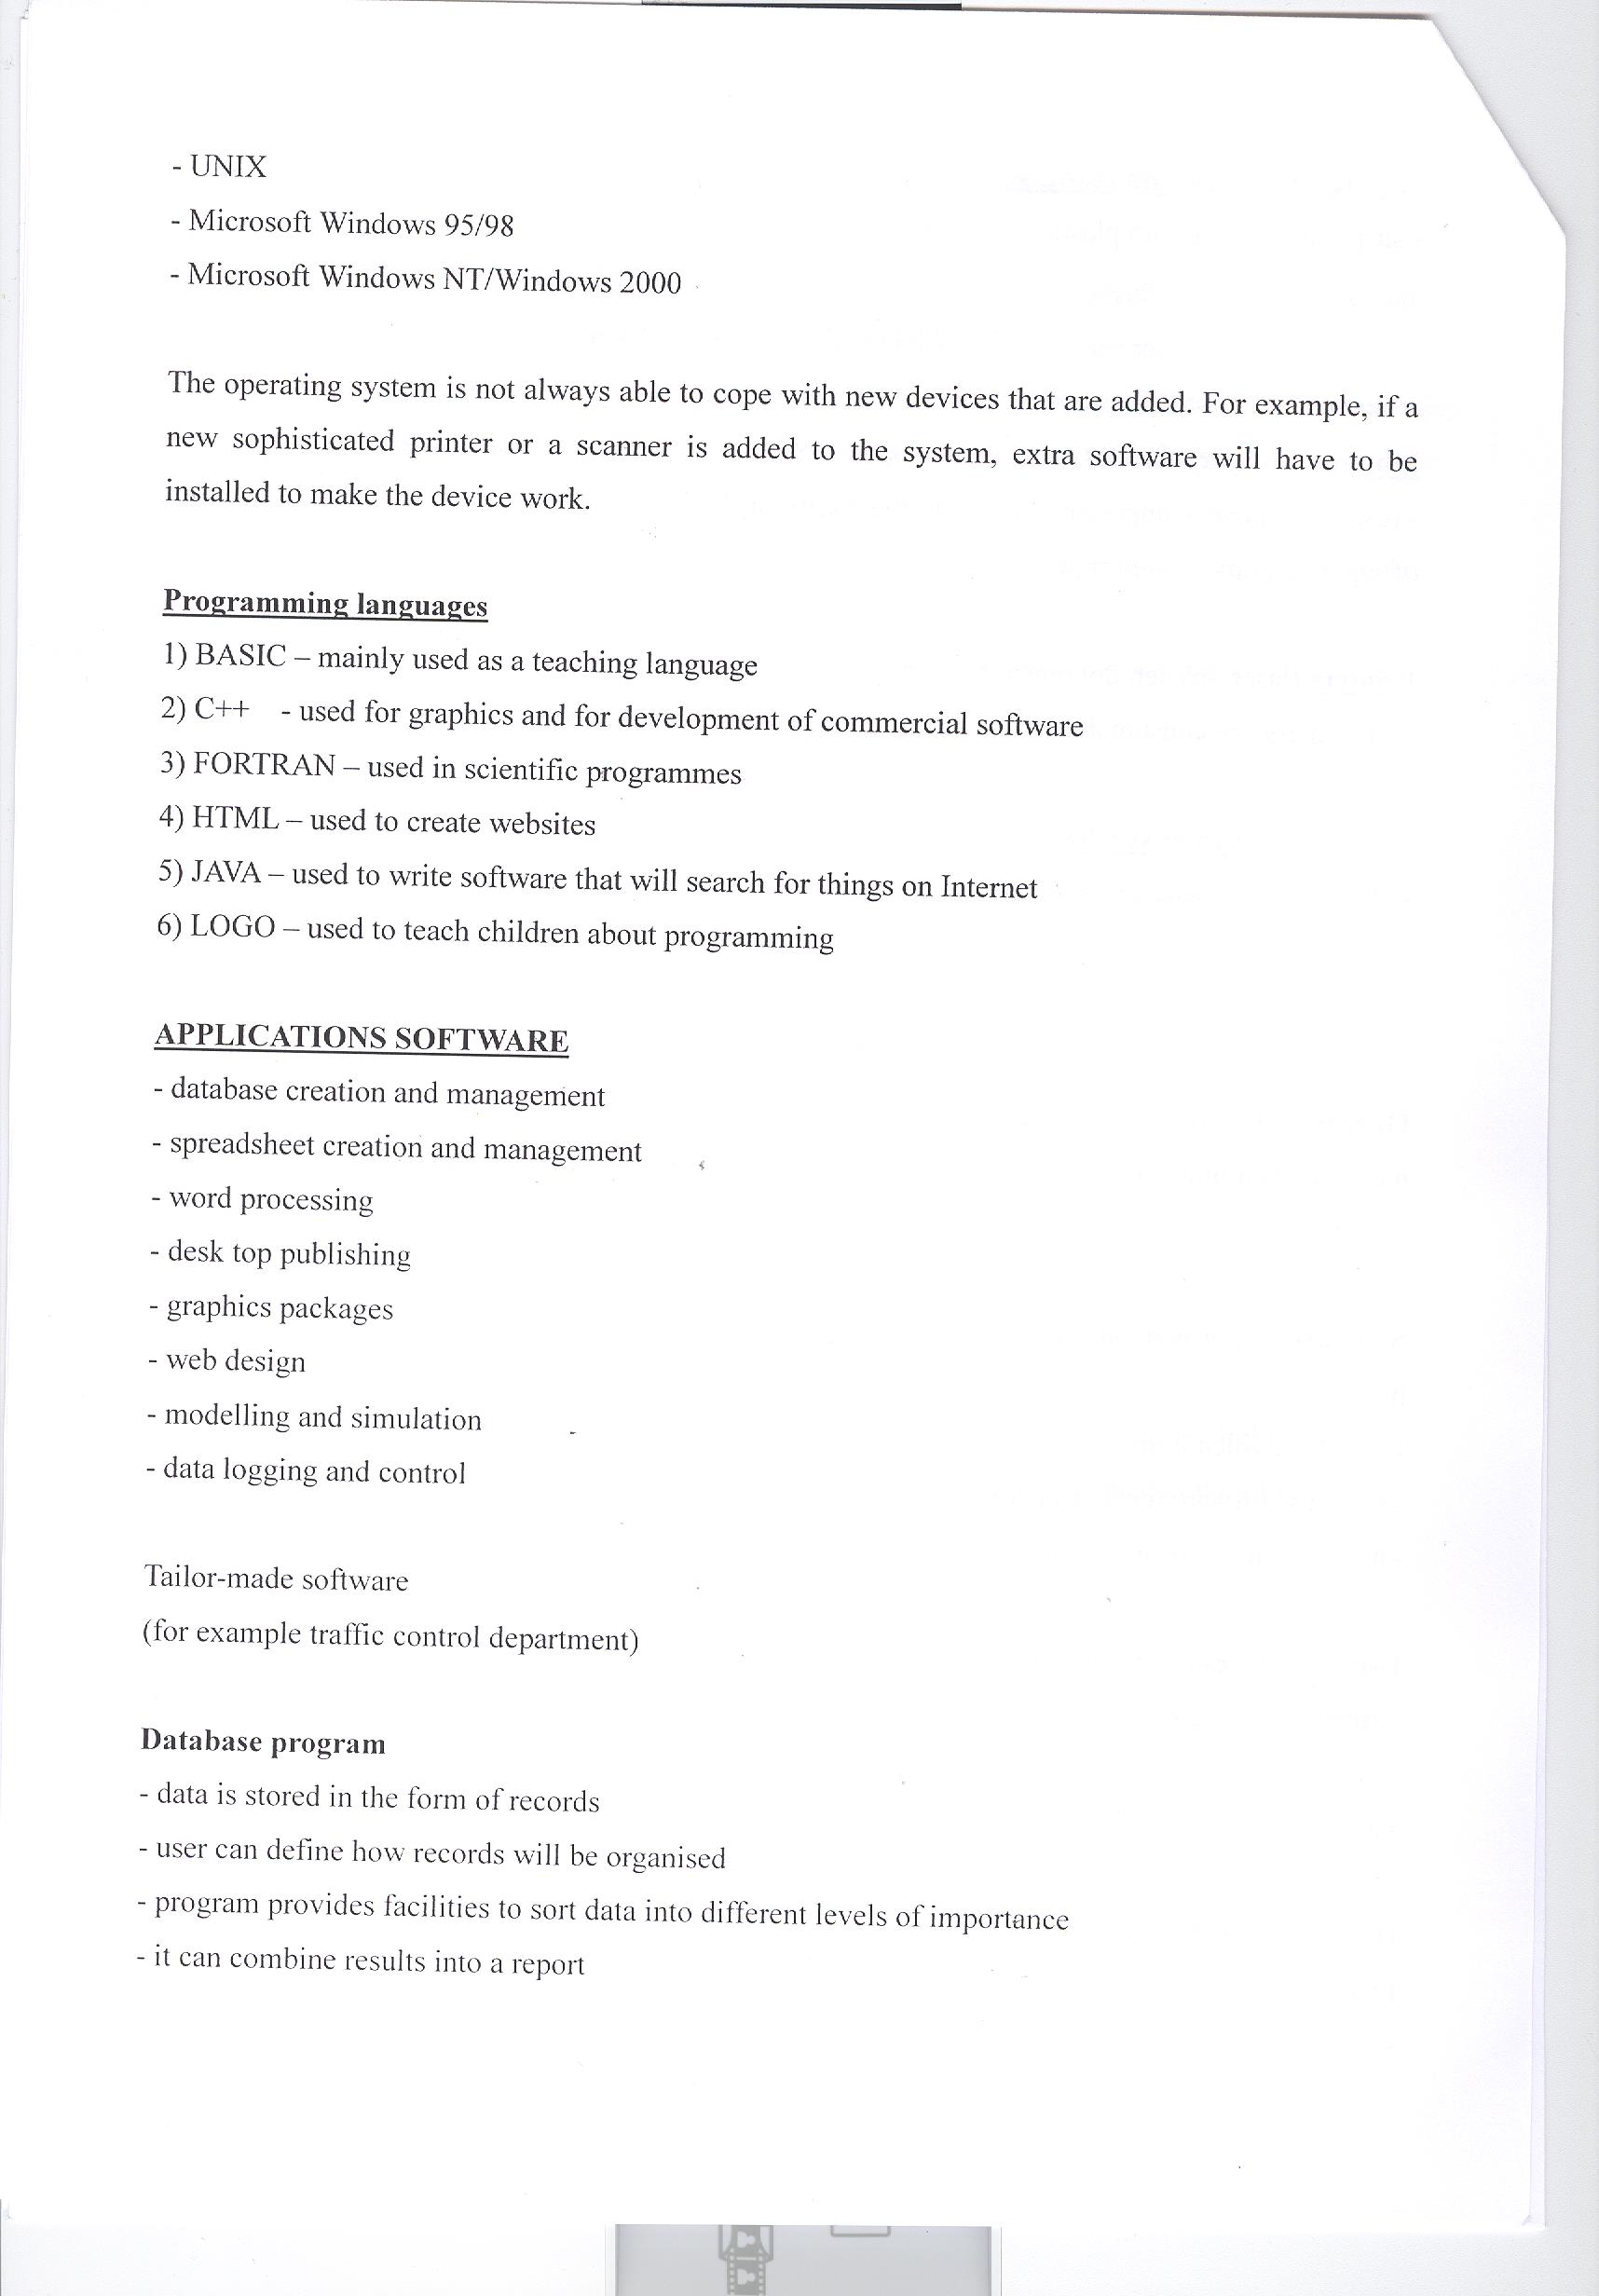 - UNIX
- Microsoft Windows 95/98
- Microsoft Windows NT/Windows 2000
The operating system is not always able to cope with new devices that are added. For example, if a
new sophisticated printer or a scanner is added to the system, extra software will have to be
installed to make the device work.
Programming languages
1) BASIC – mainly used as a teaching language
2) C++ - used for graphics and for development of commercial software
3) FORTRAN – used in scientific programmes
4) HTML – used to create websites
5) JAVA – used to write software that will search for things on Internet
6) LOGO – used to teach children about programming
APPLICATIONS SOFTWARE
- database creation and management
- spreadsheet creation and management
- word processing
- desk top publishing
- graphics packages
- web design
- modelling and simulation
- data logging and control
Tailor-made software
(for example traffic control department)
Database program
- data is stored in the form of records
- user can define how records will be organised
- program provides facilities to sort data into different levels of importance
- it can combine results into a report